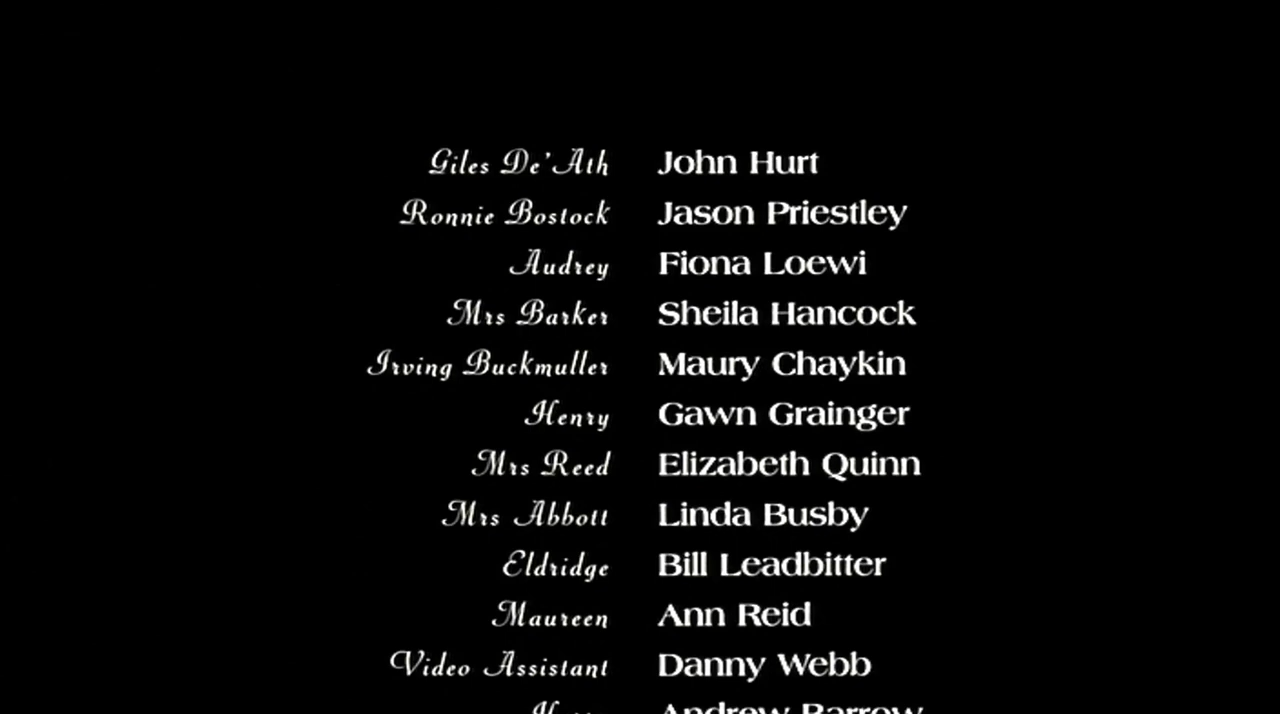 Giles De'Ath John Hurt
Ronnie Bostock Jason Priestley
Audrey Fiona Loewi
Mrs Barker Sheila Hancock
Irving Buckmuller Maury Chaykin
Henry Gawn Grainger
Mrs Reed Elizabeth Quinn
Mrs Abbott Linda Busby
Eldridge Bill Leadbitter
Maureen Ann Reid
Video Assistant Danny Webb
Andrew Barrow